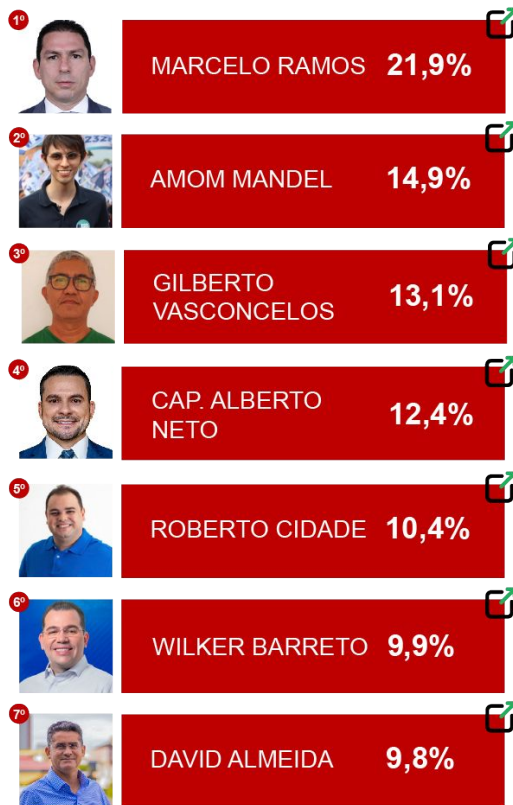 1º
MARCELO RAMOS 21,9%
2º
AMOM MANDEL 14,9%
3º
GILBERTO
VASCONCELOS 13,1%
4º
CAP. ALBERTO
NETO 12,4%
5º
ROBERTO CIDADE 10,4%
6º
WILKER BARRETO 9,9%
7º
DAVID ALMEIDA 9,8%